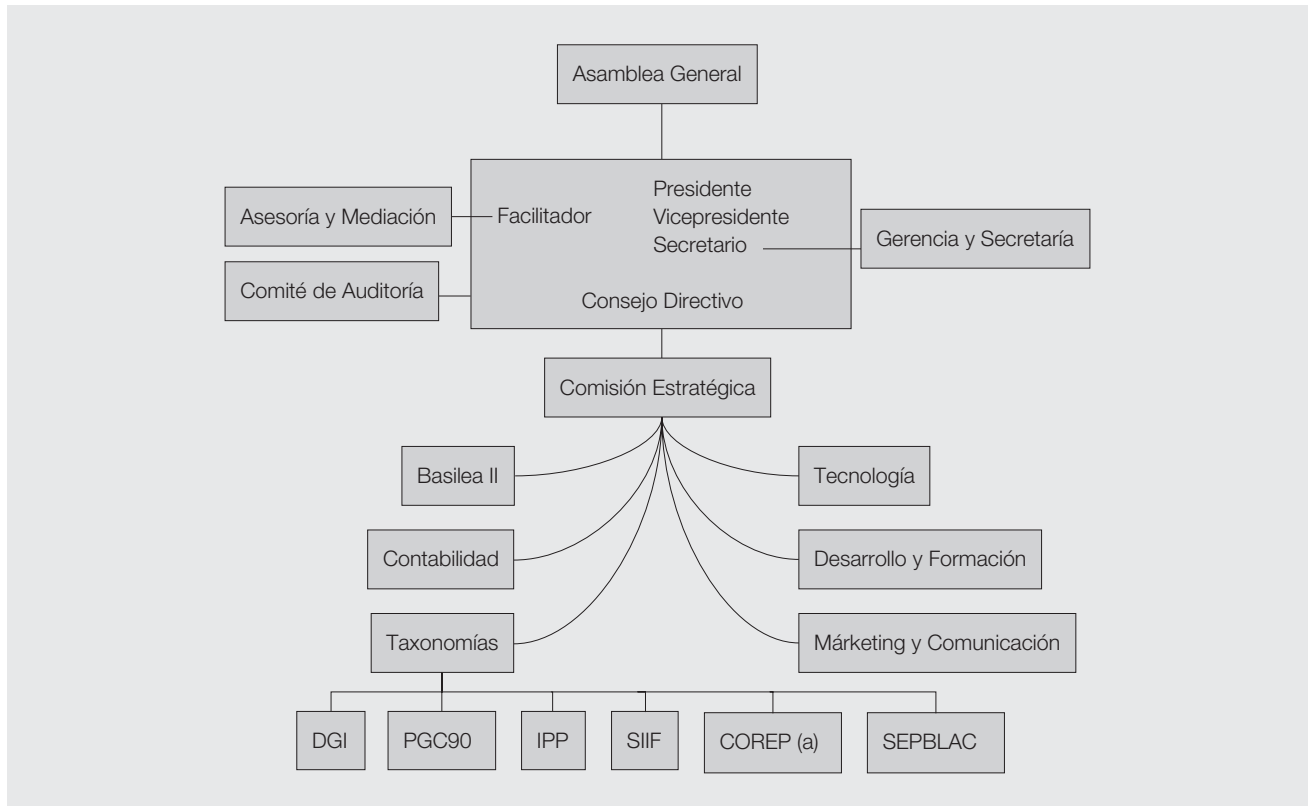 Asamblea General
Presidente
Vicepresidente
Secretario
Facilitador
Asesoría y Mediación
Gerencia y Secretaría
Comité de Auditoría
Consejo Directivo
Comisión Estratégica
Basilea II
Tecnología
Contabilidad
Desarrollo y Formación
Taxonomías
Márketing y Comunicación
DGI
PGC90
IPP
SIIF
COREP (a)
SEPBLAC